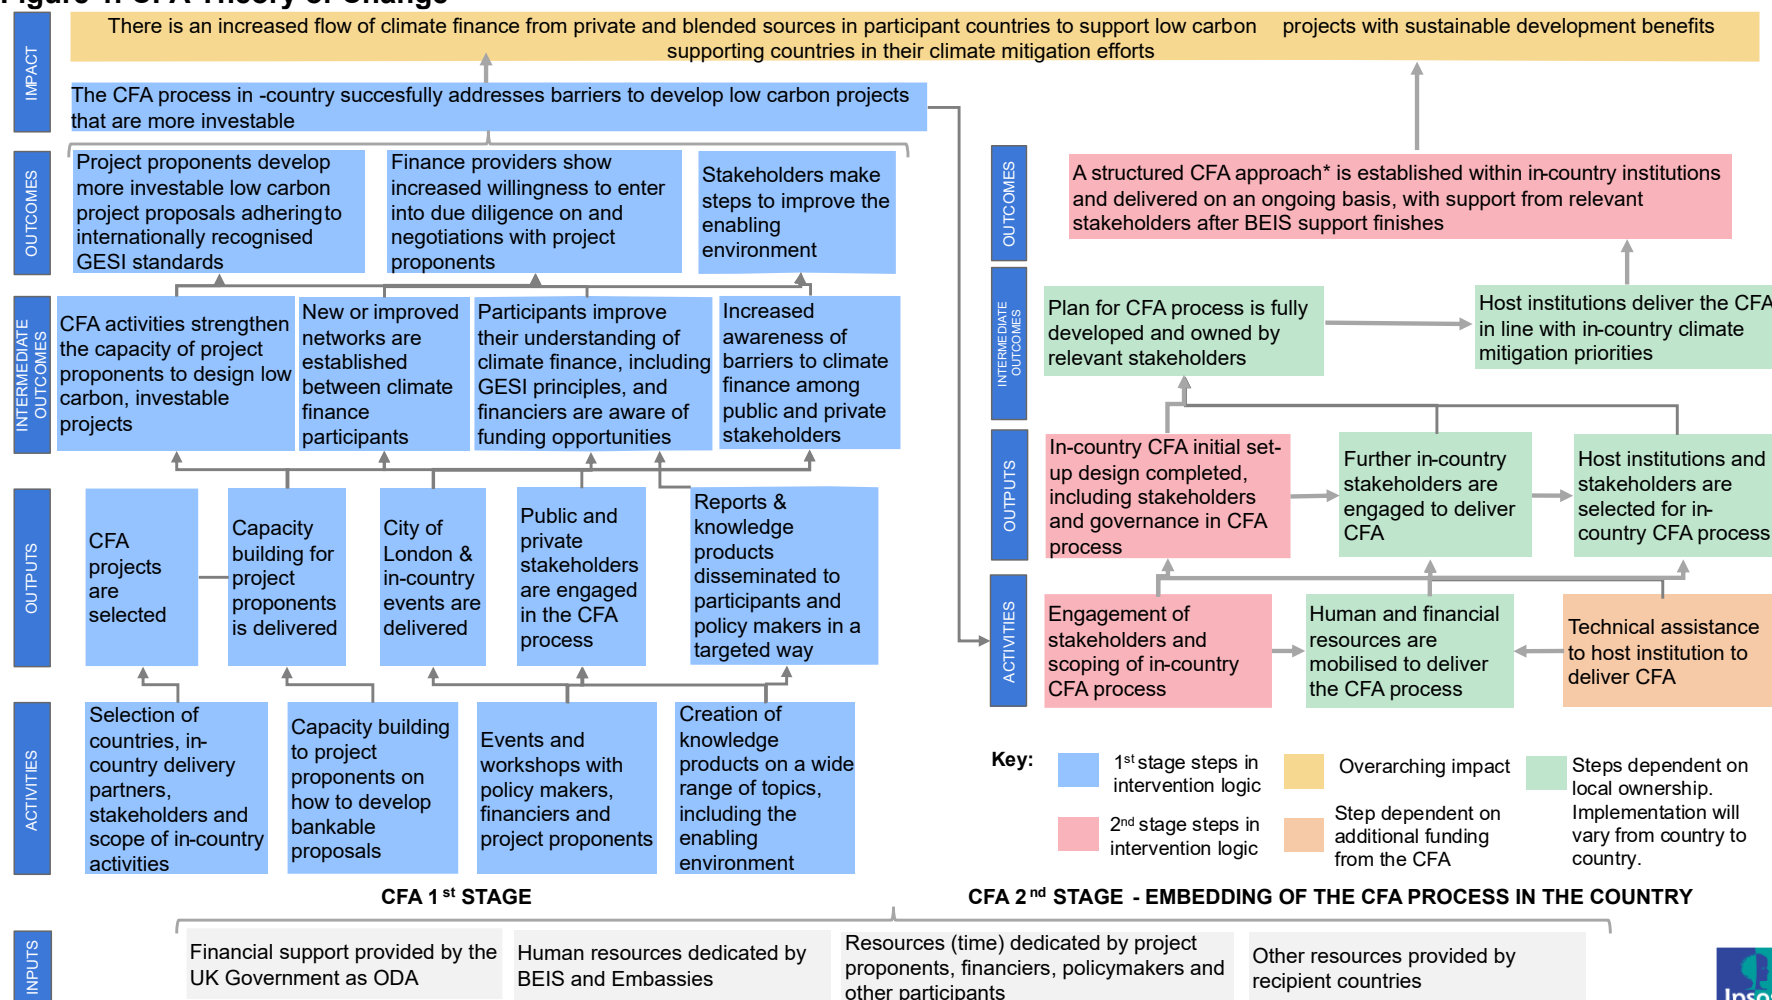 Figure 1: CFA Theory of Change
IMPACT
There is an increased flow of climate finance from private and blended sources in participant countries to support low carbon projects with sustainable development benefits
supporting countries in their climate mitigation efforts
The CFA process in -country succesfully addresses barriers to develop low carbon projects
that are more investable
OUTCOMES
Project proponents develop
more investable low carbon
project proposals adhering to
internationally recognised
GESI standards
Finance providers show
increased willingness to enter
into due diligence on and
negotiations with project
proponents
Stakeholders make
steps to improve the
enabling
environment
INTERMEDIATE
OUTCOMES
CFA activities strengthen
the capacity of project
proponents to design low
carbon, investable
projects
New or improved
networks are
established
between climate
finance
participants
Participants improve
their understanding of
climate finance, including
GESI principles, and
financiers are aware of
funding opportunities
Increased
awareness of
barriers to climate
finance among
public and private
stakeholders
OUTPUTS
CFA
projects
are
selected
Capacity
building for
project
proponents
is delivered
City of
London &
in-country
events are
delivered
Public and
private
stakeholders
are engaged
in the CFA
process
Reports &
knowledge
products
disseminated to
participants and
policy makers in a
targeted way
ACTIVITIES
Selection of
countries, in-
country delivery
partners,
stakeholders and
scope of in-country
activities
Capacity building
to project
proponents on
how to develop
bankable
proposals
Events and
workshops with
policy makers,
financiers and
project proponents
Creation of
knowledge
products on a wide
range of topics,
including the
enabling
environment
CFA 1st STAGE
OUTCOMES
A structured CFA approach* is established within in-country institutions
and delivered on an ongoing basis, with support from relevant
stakeholders after BEIS support finishes
INTERMEDIATE
OUTCOMES
Plan for CFA process is fully
developed and owned by
relevant stakeholders
Host institutions deliver the CFA
in line with in-country climate
mitigation priorities
OUTPUTS
In-country CFA initial set-
up design completed,
including stakeholders
and governance in CFA
process
Further in-country
stakeholders are
engaged to deliver
CFA
Host institutions and
stakeholders are
selected for in-
country CFA process
ACTIVITIES
Engagement of
stakeholders and
scoping of in-country
CFA process
Human and financial
resources are
mobilised to deliver
the CFA process
Technical assistance
to host institution to
deliver CFA
Key:
1st stage steps in
intervention logic
Overarching impact
Steps dependent on
local ownership.
Implementation will
vary from country to
country.
2nd stage steps in
intervention logic
Step dependent on
additional funding
from the CFA
CFA 2nd STAGE - EMBEDDING OF THE CFA PROCESS IN THE COUNTRY
INPUTS
Financial support provided by the
UK Government as ODA
Human resources dedicated by
BEIS and Embassies
Resources (time) dedicated by project
proponents, financiers, policymakers and
other participants
Other resources provided by
recipient countries
Ipsos